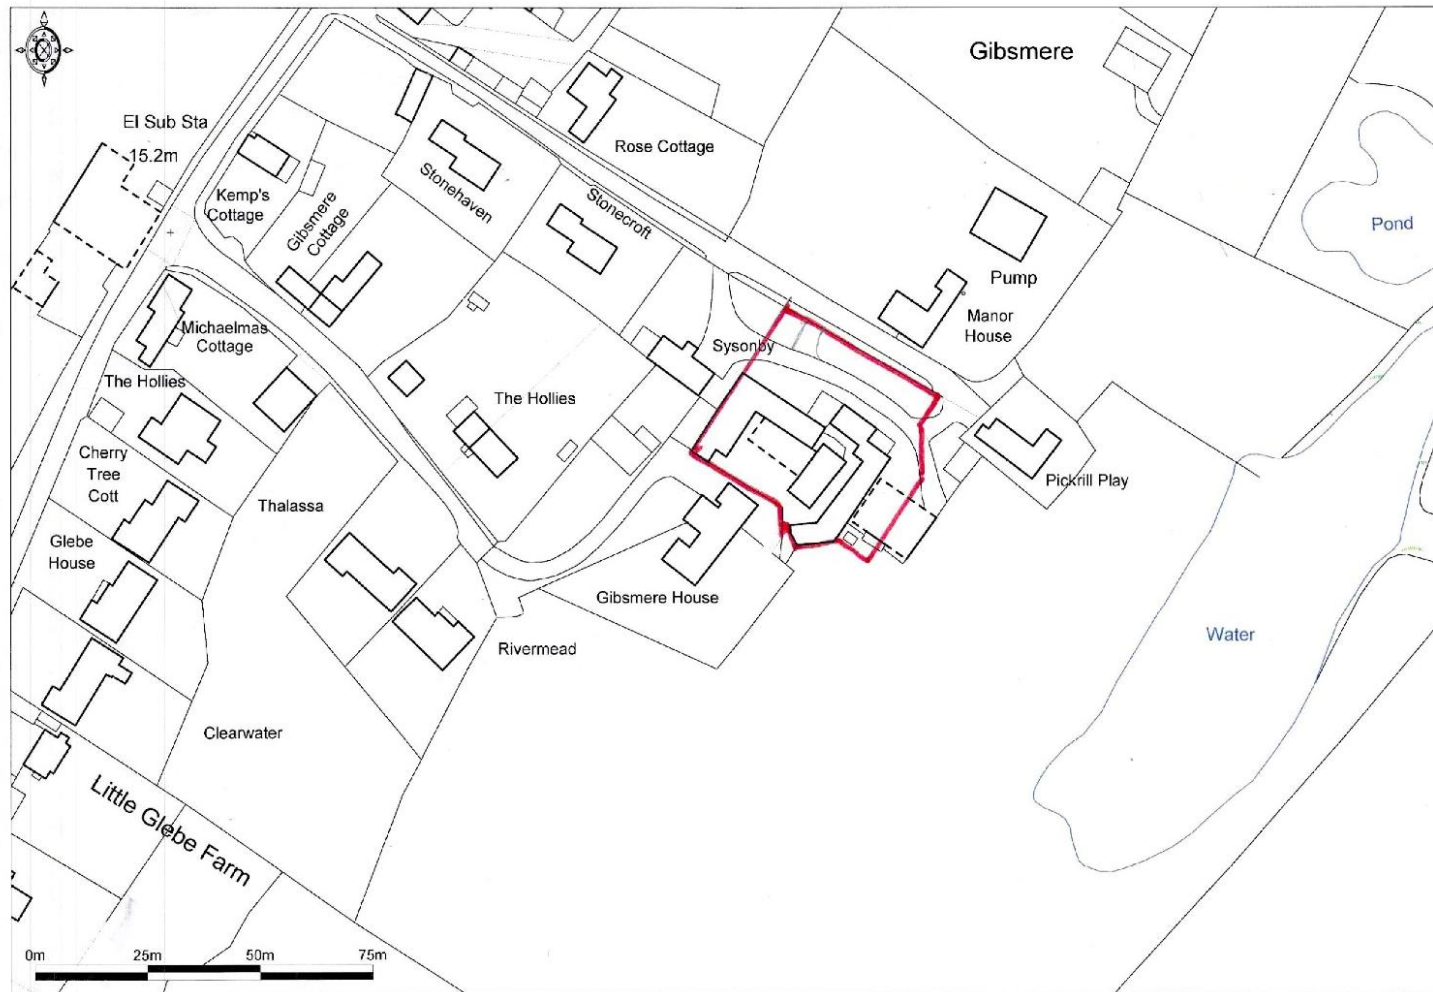 Gibsmere
El Sub Sta
15.2m
Rose Cottage
Kemp's
Cottage
Gibsmere
Cottage
Stonehaven
Stonecroft
Pond
Pump
Manor
House
Michaelmas
Cottage
Sysonby
The Hollies
The Hollies
Cherry
Tree
Cott
Thalassa
Pickrill Play
Glebe
House
Gibsmere House
Rivermead
Water
Clearwater
Little Glebe Farm
0m 25m 50m 75m